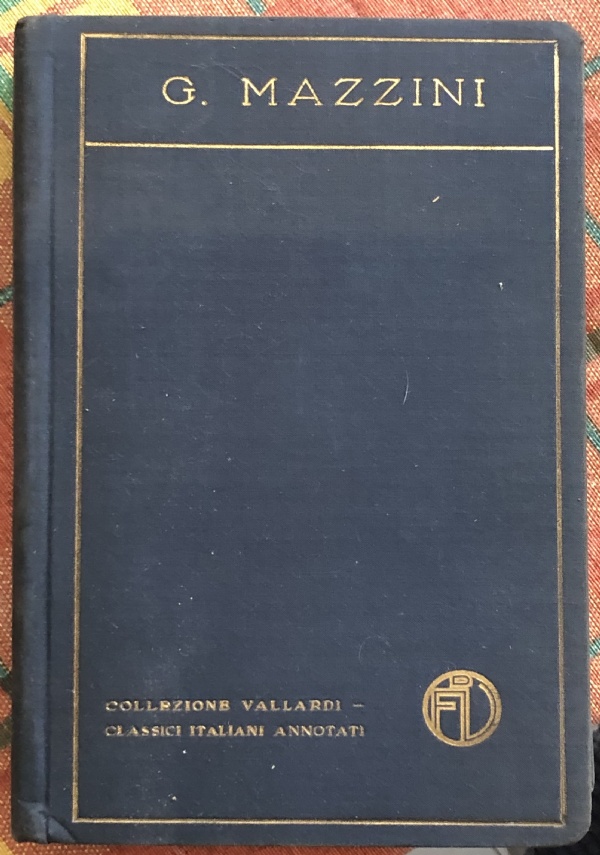 G. MAZZINI
COLLEZIONE VALLARDI –
CLASSICI ITALIANI ANNOTATI